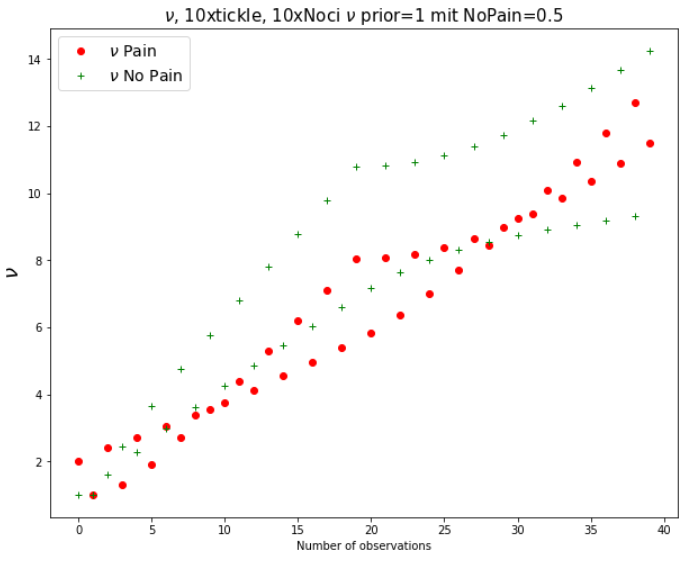 ν, 10xtickle, 10xNoci ν prior=1 mit NoPain=0.5
ν Pain
ν No Pain
14
12
10
8
6
4
2
ν
0 5 10 15 20 25 30 35 40
Number of observations